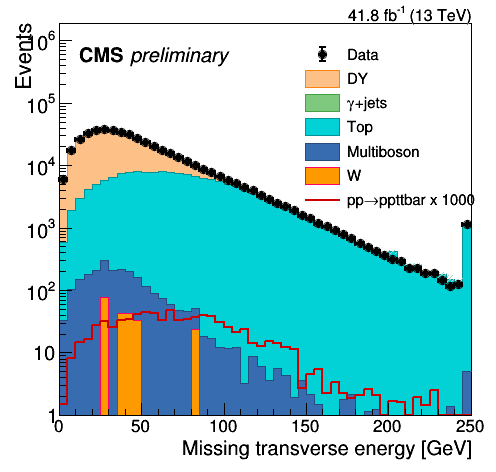 41.8 fb⁻¹ (13 TeV)
Events
CMS preliminary
Data
DY
γ+jets
Top
Multiboson
W
pp→ppttbar x 1000
10⁶
10⁵
10⁴
10³
10²
10
1
0 50 100 150 200 250
Missing transverse energy [GeV]